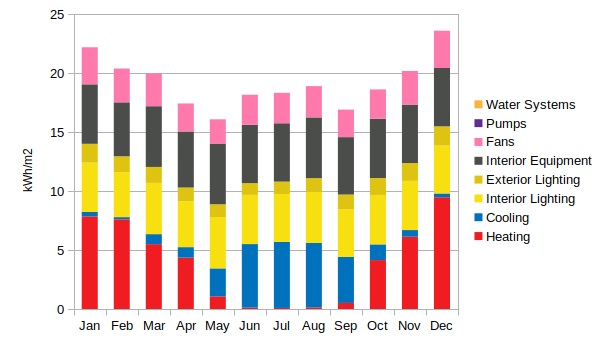 25
20
15
10
5
0
kWh/m2
Jan Feb Mar Apr May Jun Jul Aug Sep Oct Nov Dec
Water Systems
Pumps
Fans
Interior Equipment
Exterior Lighting
Interior Lighting
Cooling
Heating